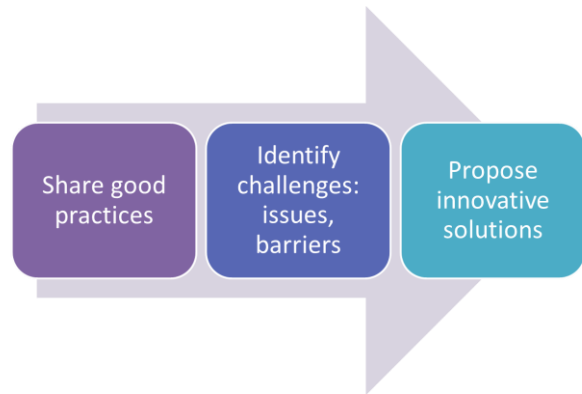 Share good
practices
Identify
challenges:
issues,
barriers
Propose
innovative
solutions